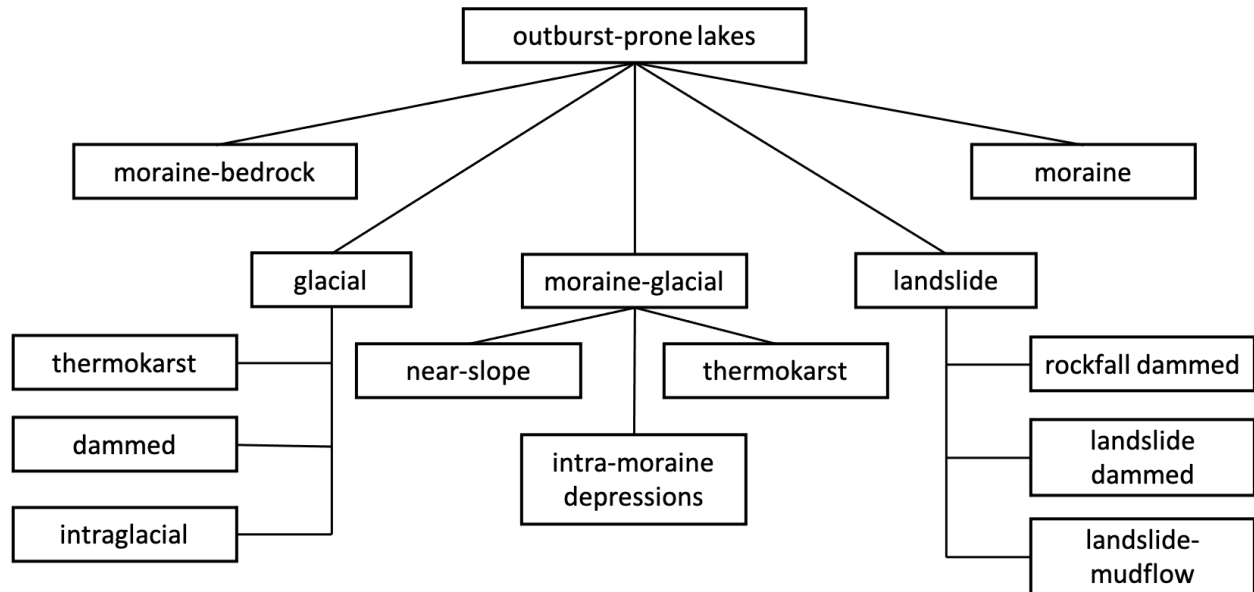 outburst-prone lakes
moraine-bedrock
moraine
glacial
moraine-glacial
landslide
thermokarst
near-slope
thermokarst
rockfall dammed
dammed
intra-moraine
depressions
landslide
dammed
intraglacial
landslide-
mudflow